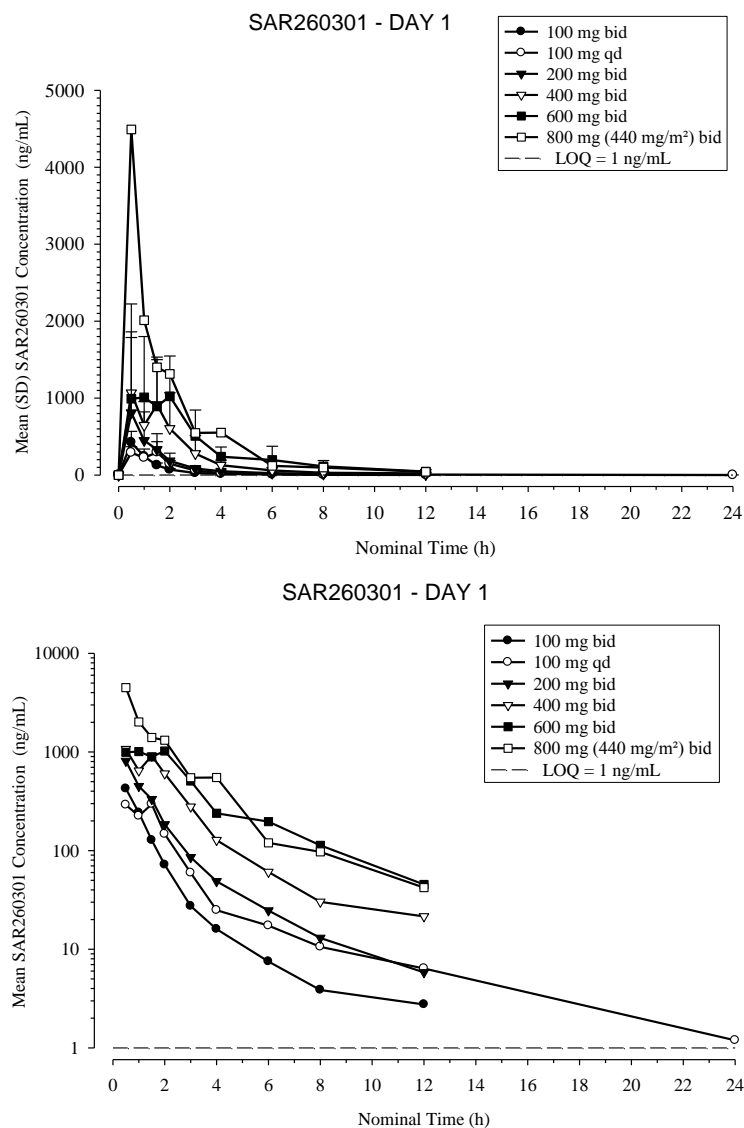 SAR260301 - DAY 1
100 mg bid
100 mg qd
200 mg bid
400 mg bid
600 mg bid
800 mg (440 mg/m²) bid
LOQ = 1 ng/mL
Mean (SD) SAR260301 Concentration (ng/mL)
5000
4000
3000
2000
1000
0
0 2 4 6 8 10 12 14 16 18 20 22 24
Nominal Time (h)
SAR260301 - DAY 1
100 mg bid
100 mg qd
200 mg bid
400 mg bid
600 mg bid
800 mg (440 mg/m²) bid
LOQ = 1 ng/mL
Mean SAR260301 Concentration (ng/mL)
10000
1000
100
10
1
0 2 4 6 8 10 12 14 16 18 20 22 24
Nominal Time (h)